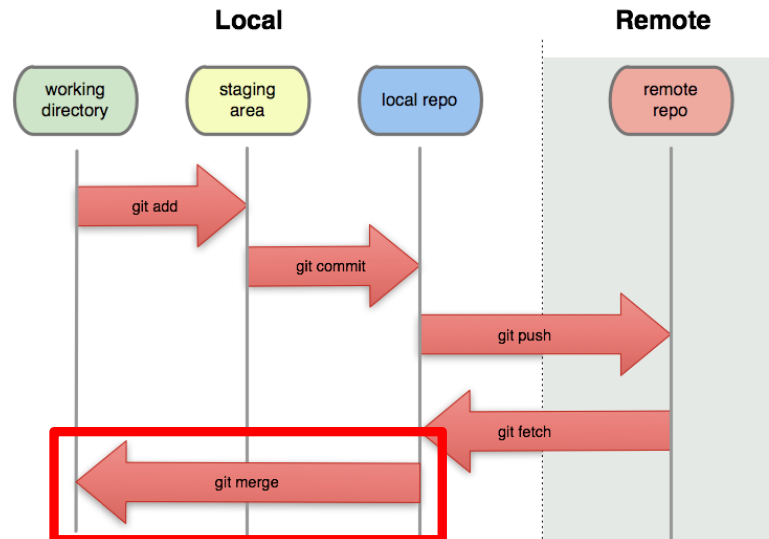 Local
Remote
working
directory
staging
area
local repo
remote
repo
git add
git commit
git push
git fetch
git merge